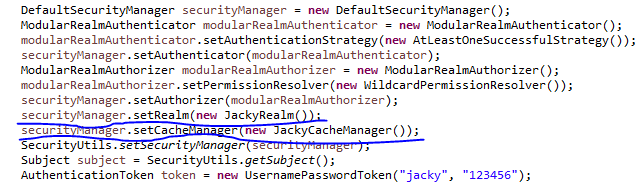 DefaultSecurityManager securityManager = new DefaultSecurityManager();
ModularRealmAuthenticator modularRealmAuthenticator = new ModularRealmAuthenticator();
modularRealmAuthenticator.setAuthenticationStrategy(new AtLeastOneSuccessfulStrategy());
securityManager.setAuthenticator(modularRealmAuthenticator);
ModularRealmAuthorizer modularRealmAuthorizer = new ModularRealmAuthorizer();
modularRealmAuthorizer.setPermissionResolver(new WildcardPermissionResolver());
securityManager.setAuthorizer(modularRealmAuthorizer);
securityManager.setRealm(new JackyRealm());
securityManager.setCacheManager(new JackyCacheManager());
SecurityUtils.setSecurityManager(securityManager);
Subject subject = SecurityUtils.getSubject();
AuthenticationToken token = new UsernamePasswordToken("jacky", "123456");